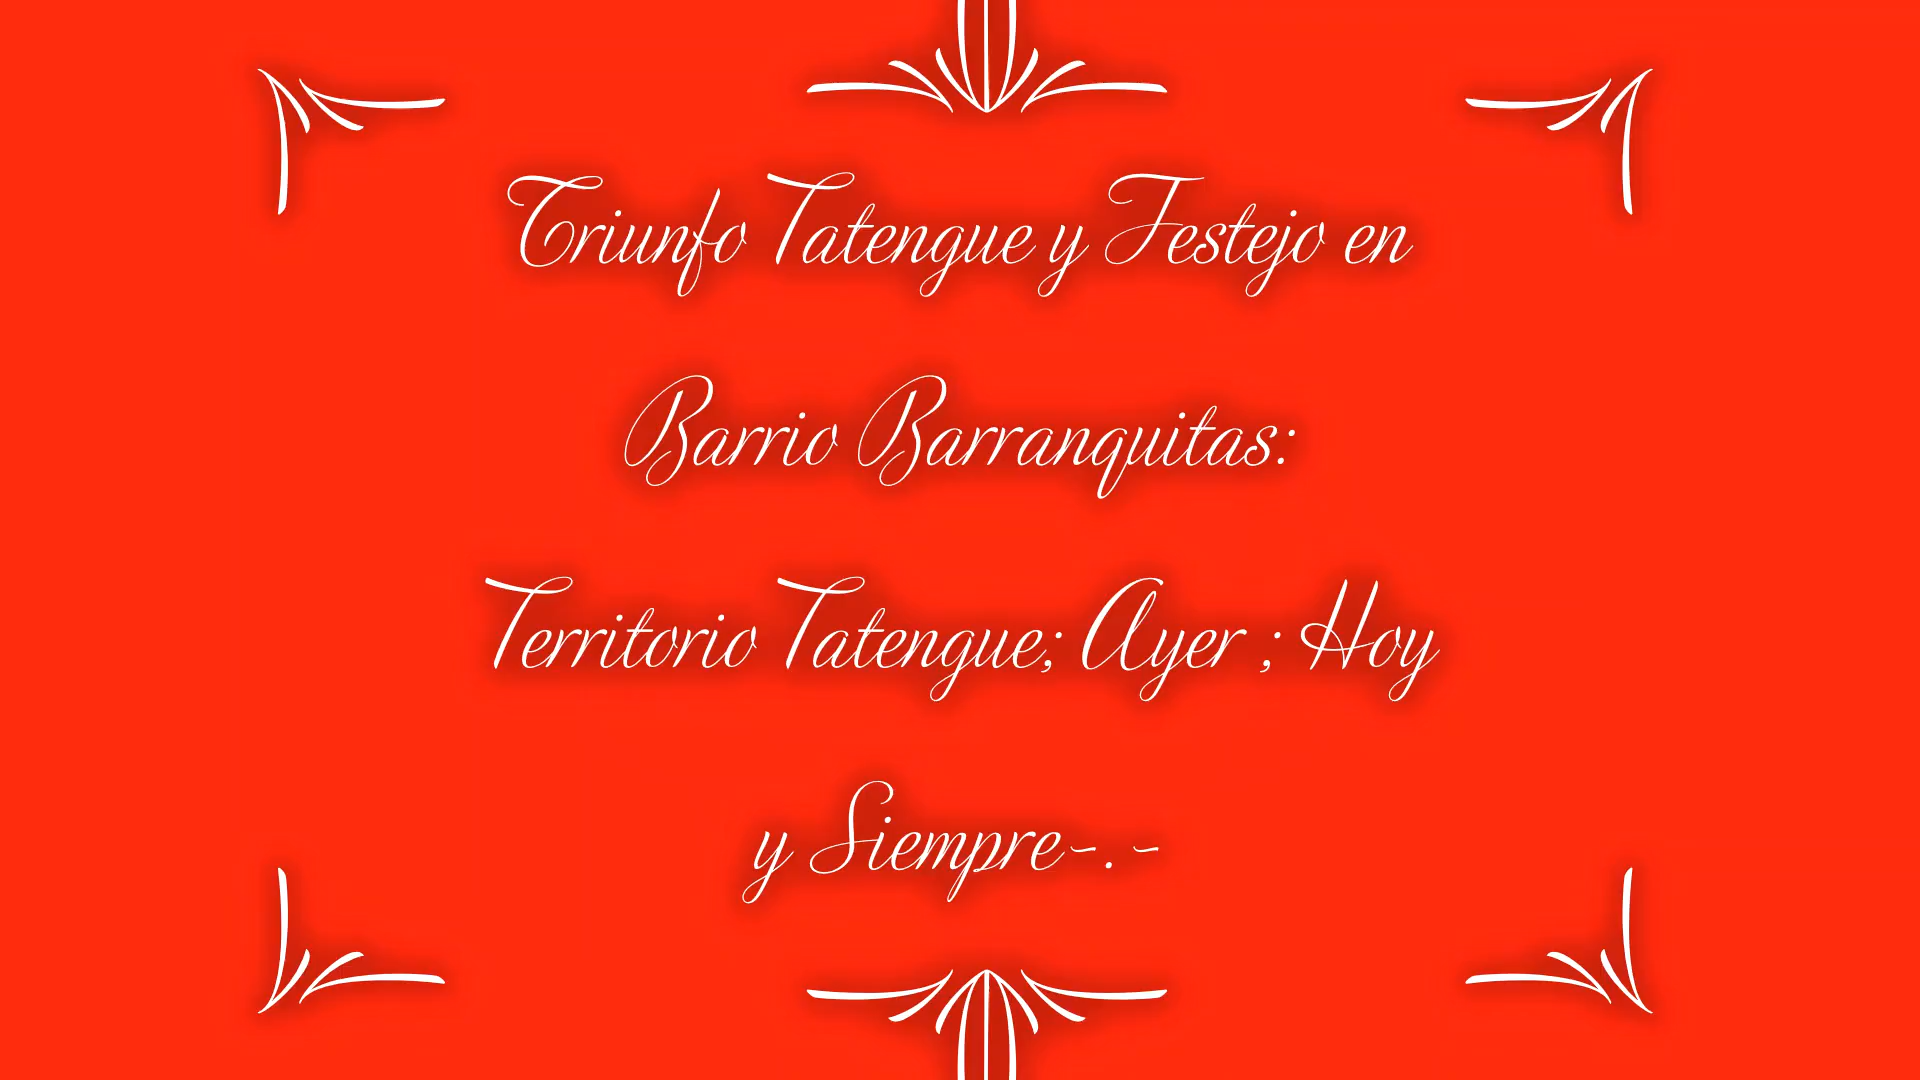 Triunfo Tatengue y Festejo en
Barrio Barranquitas:
Territorio Tatengue; Ayer ; Hoy
y Siempre-.-